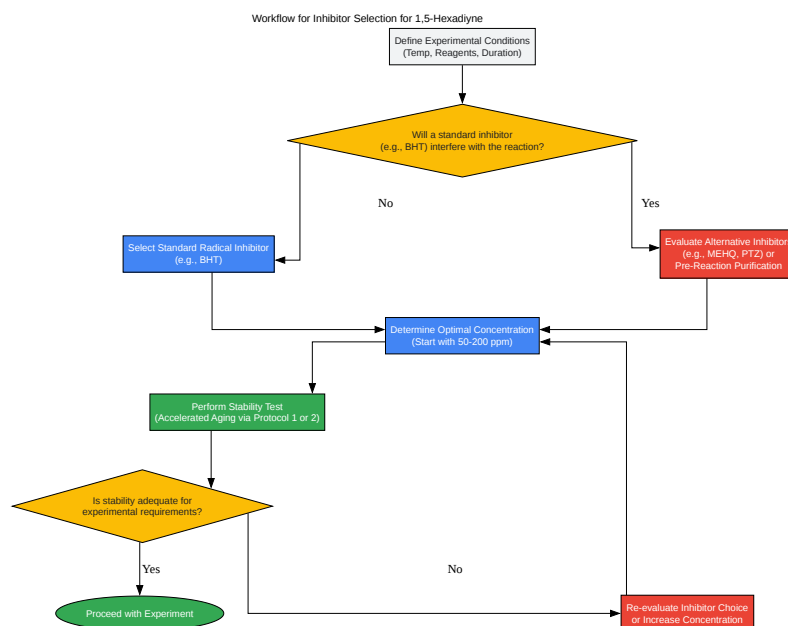 Workflow for Inhibitor Selection for 1,5-Hexadiyne
Define Experimental Conditions
(Temp, Reagents, Duration)
Will a standard inhibitor
(e.g., BHT) interfere with the reaction?
No
Yes
Select Standard Radical Inhibitor
(e.g., BHT)
Evaluate Alternative Inhibitors
(e.g., MEHQ, PTZ) or
Pre-Reaction Purification
Determine Optimal Concentration
(Start with 50-200 ppm)
Perform Stability Test
(Accelerated Aging via Protocol 1 or 2)
Is stability adequate for
experimental requirements?
Yes
No
Proceed with Experiment
Re-evaluate Inhibitor Choice
or Increase Concentration